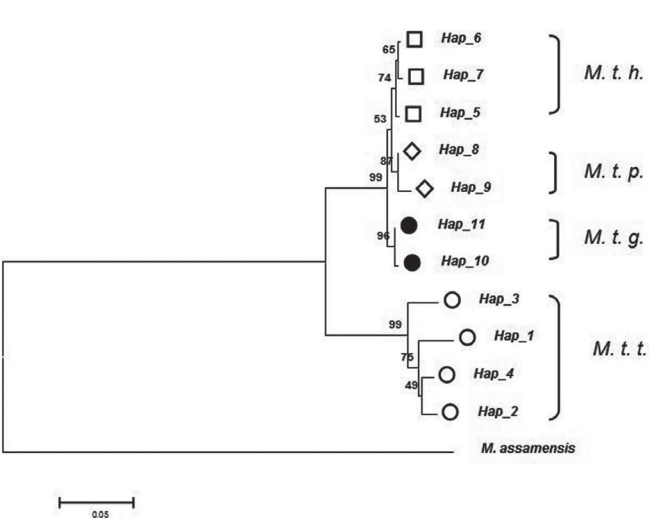 Hap_6
65
M. t. h.
74
Hap_7
Hap_5
53
Hap_8
87
M. t. p.
99
Hap_9
Hap_11
96
M. t. g.
Hap_10
Hap_3
99
Hap_1
M. t. t.
75
Hap_4
49
Hap_2
M. assamensis
0.05